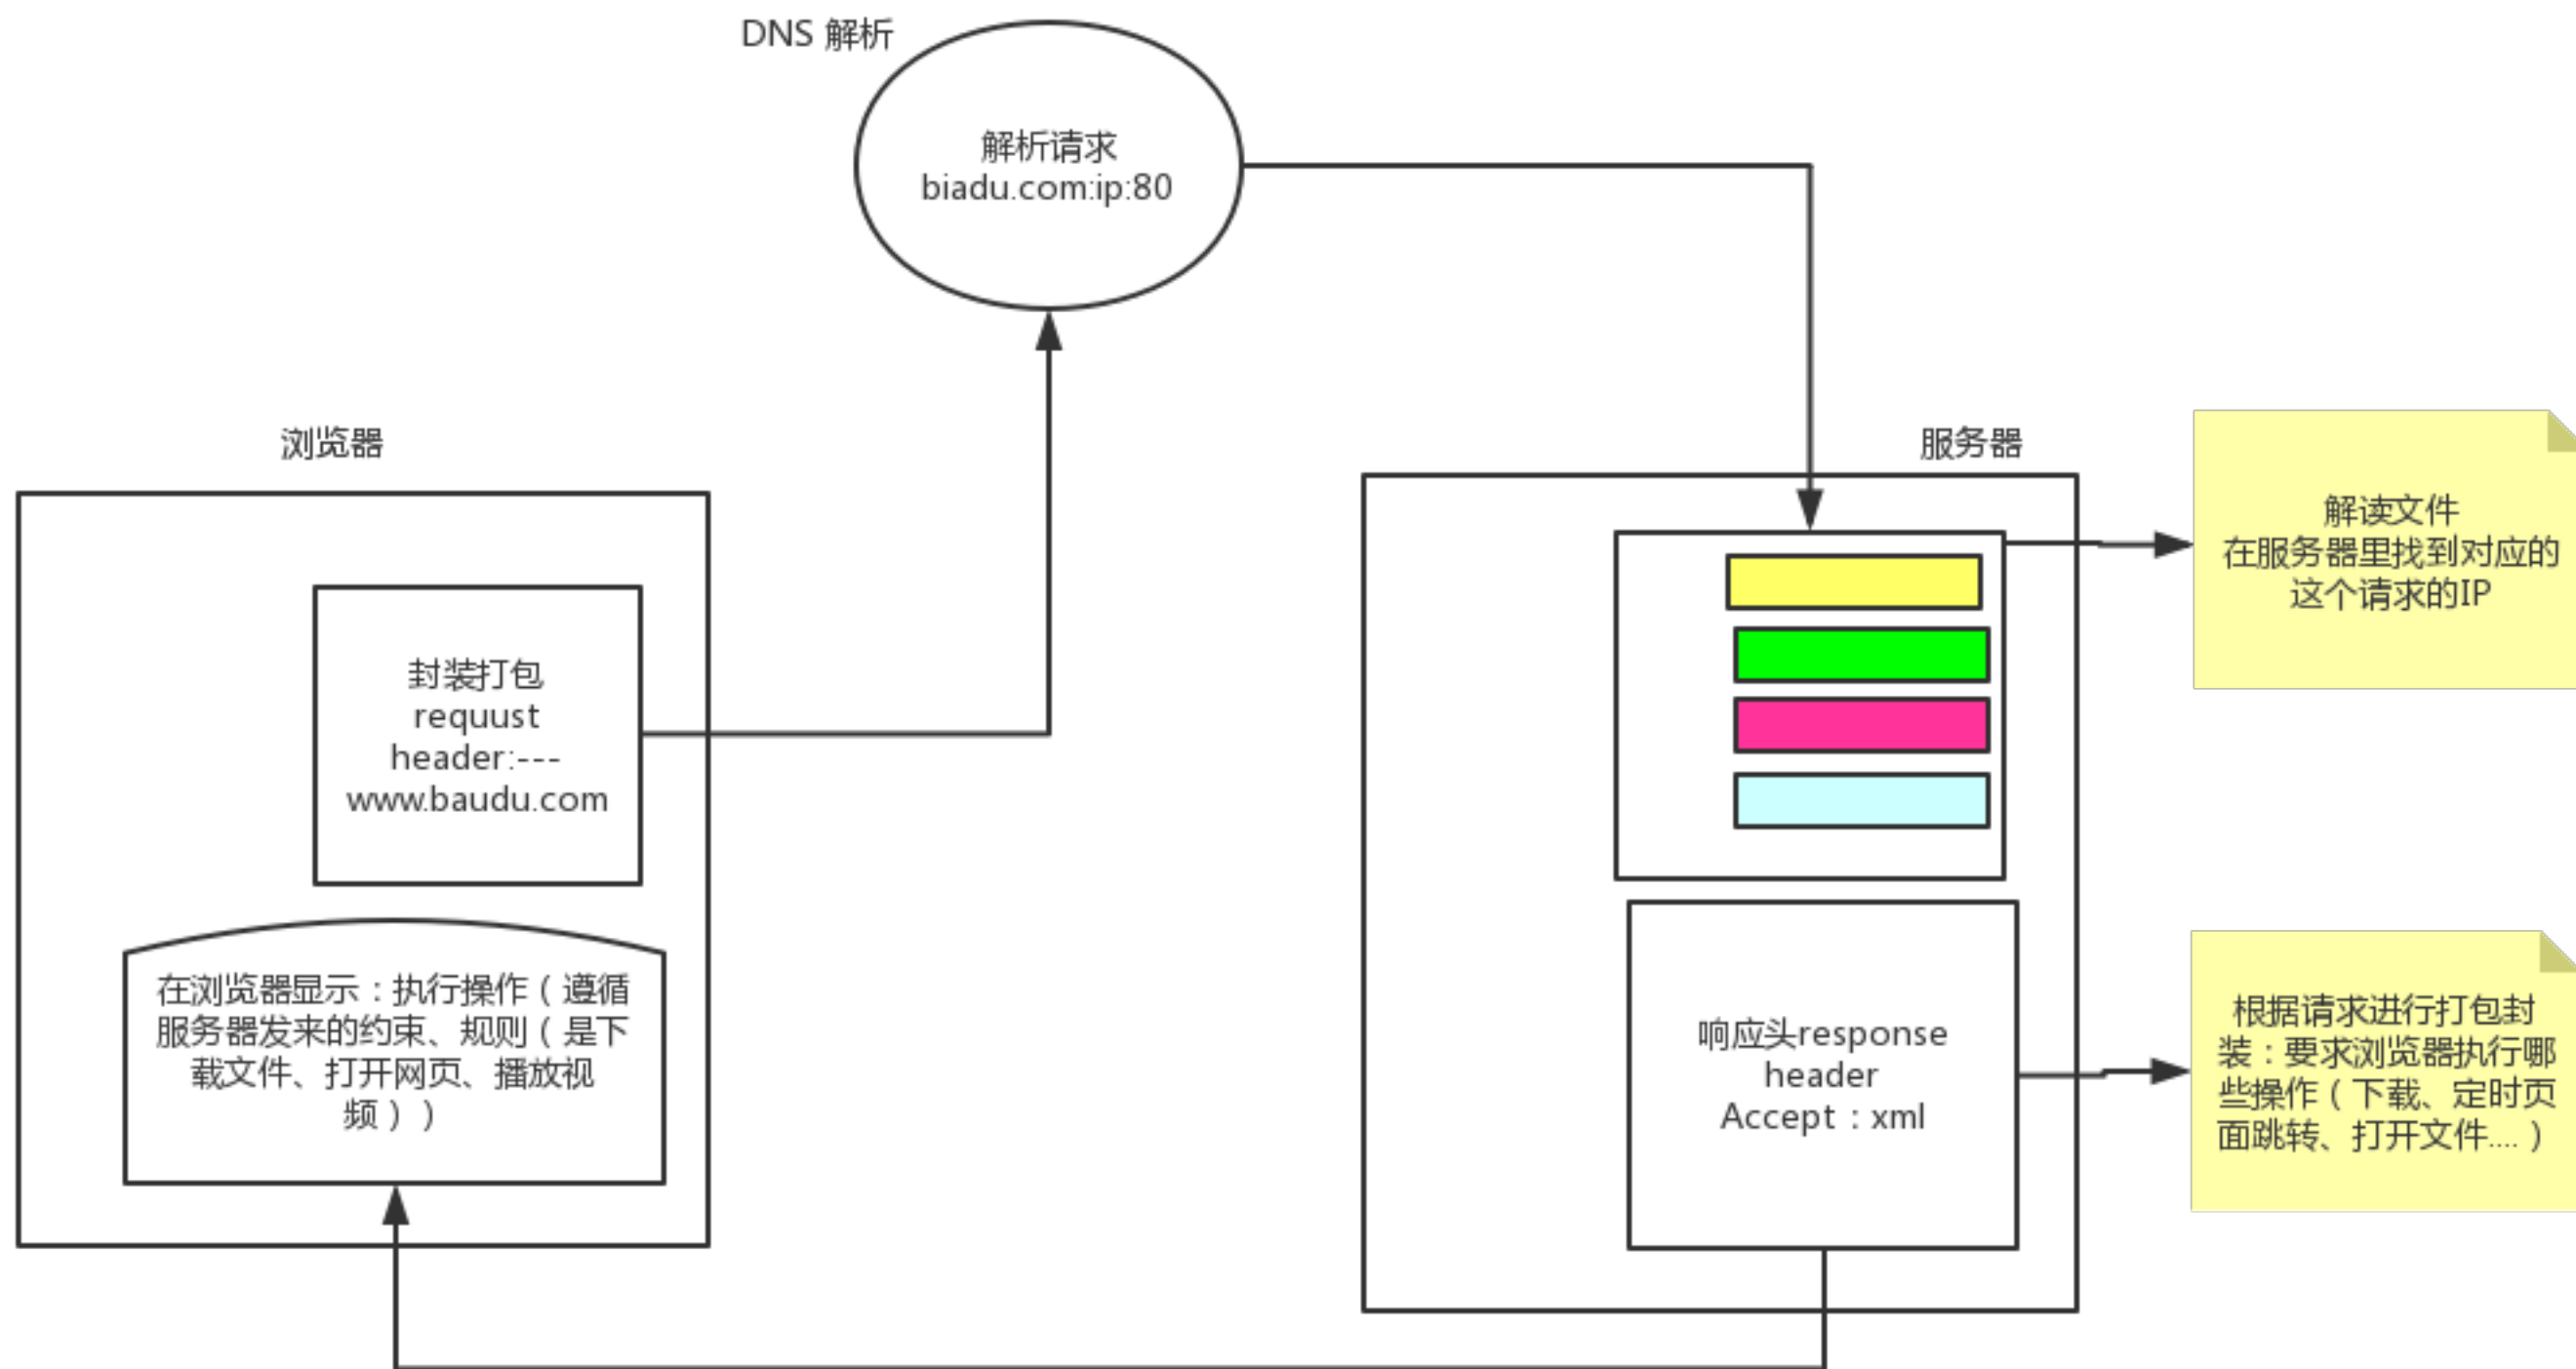 DNS 解析
解析请求
biadu.com:ip:80
浏览器
封装打包
requust
header:---
www.baudu.com
在浏览器显示：执行操作（遵循
服务器发来的约束、规则（是下
载文件、打开网页、播放视
频））
服务器
解读文件
在服务器里找到对应的
这个请求的IP
响应头response
header
Accept：xml
根据请求进行打包封
装：要求浏览器执行哪
些操作（下载、定时页
面跳转、打开文件....）